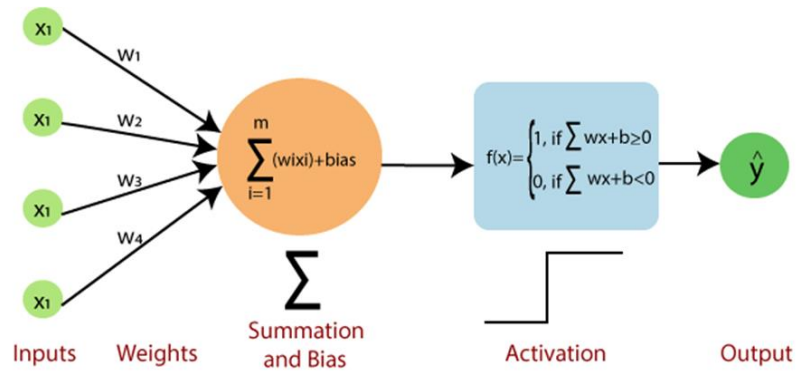 X1
W1
X1
W2
m
∑(wixi)+bias
i=1
f(x)={1, if ∑ wx+b≥0
0, if ∑ wx+b<0
ŷ
X1
W3
W4
X1
∑
Inputs
Weights
Summation
and Bias
Activation
Output